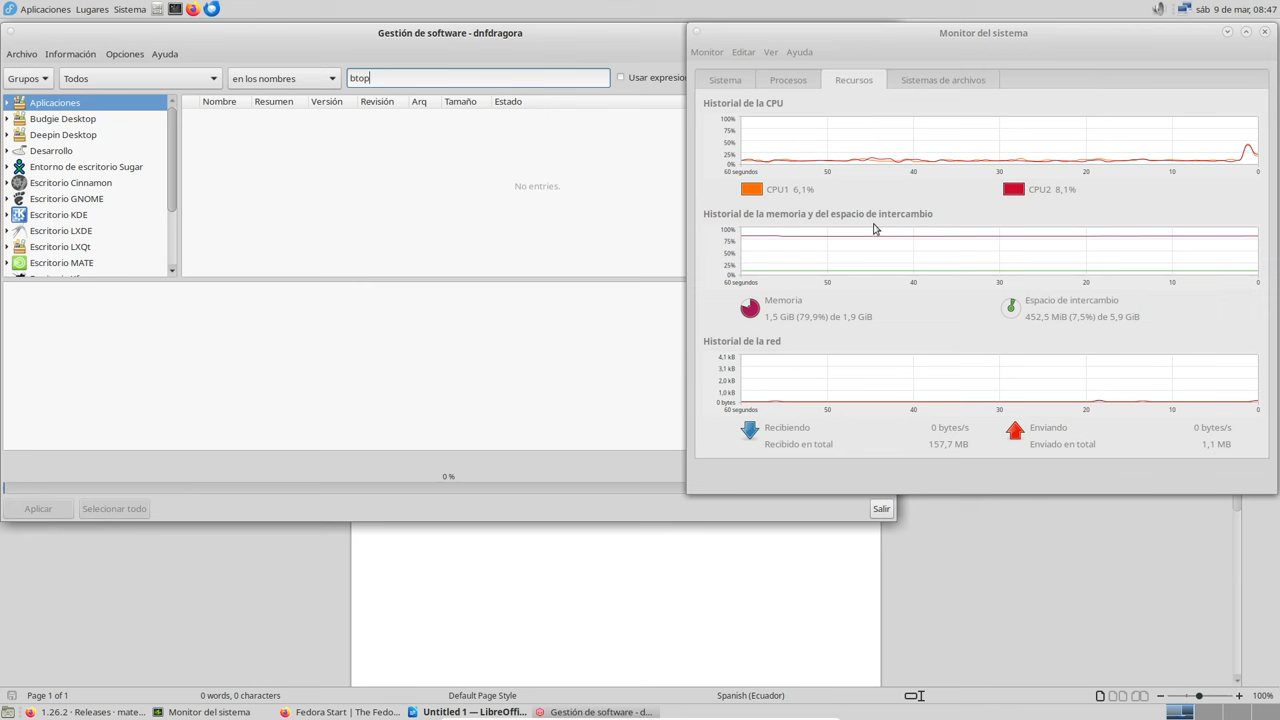 Aplicaciones Lugares Sistema sáb 9 de mar, 08:47
Gestión de software - dnfdragora
Archivo Información Opciones Ayuda
Grupos Todos en los nombres btop Usar expresio
Aplicaciones
Budgie Desktop
Deepin Desktop
Desarrollo
Entorno de escritorio Sugar
Escritorio Cinnamon
Escritorio GNOME
Escritorio KDE
Escritorio LXDE
Escritorio LXQt
Escritorio MATE
Nombre Resumen Versión Revisión Arq Tamaño Estado
No entries.
0 %
Aplicar Seleccionar todo Salir
Monitor del sistema
Monitor Editar Ver Ayuda
Sistema Procesos Recursos Sistemas de archivos
Historial de la CPU
100%
75%
50%
25%
0%
60 segundos 50 40 30 20 10 0
CPU1 6,1% CPU2 8,1%
Historial de la memoria y del espacio de intercambio
100%
75%
50%
25%
0%
60 segundos 50 40 30 20 10 0
Memoria
1,5 GiB (79,9%) de 1,9 GiB
Espacio de intercambio
452,5 MiB (7,5%) de 5,9 GiB
Historial de la red
4,1 kB
3,1 kB
2,0 kB
1,0 kB
0 bytes
60 segundos 50 40 30 20 10 0
Recibiendo 0 bytes/s
Recibido en total 157,7 MB
Enviando 0 bytes/s
Enviado en total 1,1 MB
Page 1 of 1 0 words, 0 characters Default Page Style Spanish (Ecuador) 100%
1.26.2 - Releases - mate... Monitor del sistema Fedora Start | The Fedo... Untitled 1 — LibreOffi... Gestión de software - d...